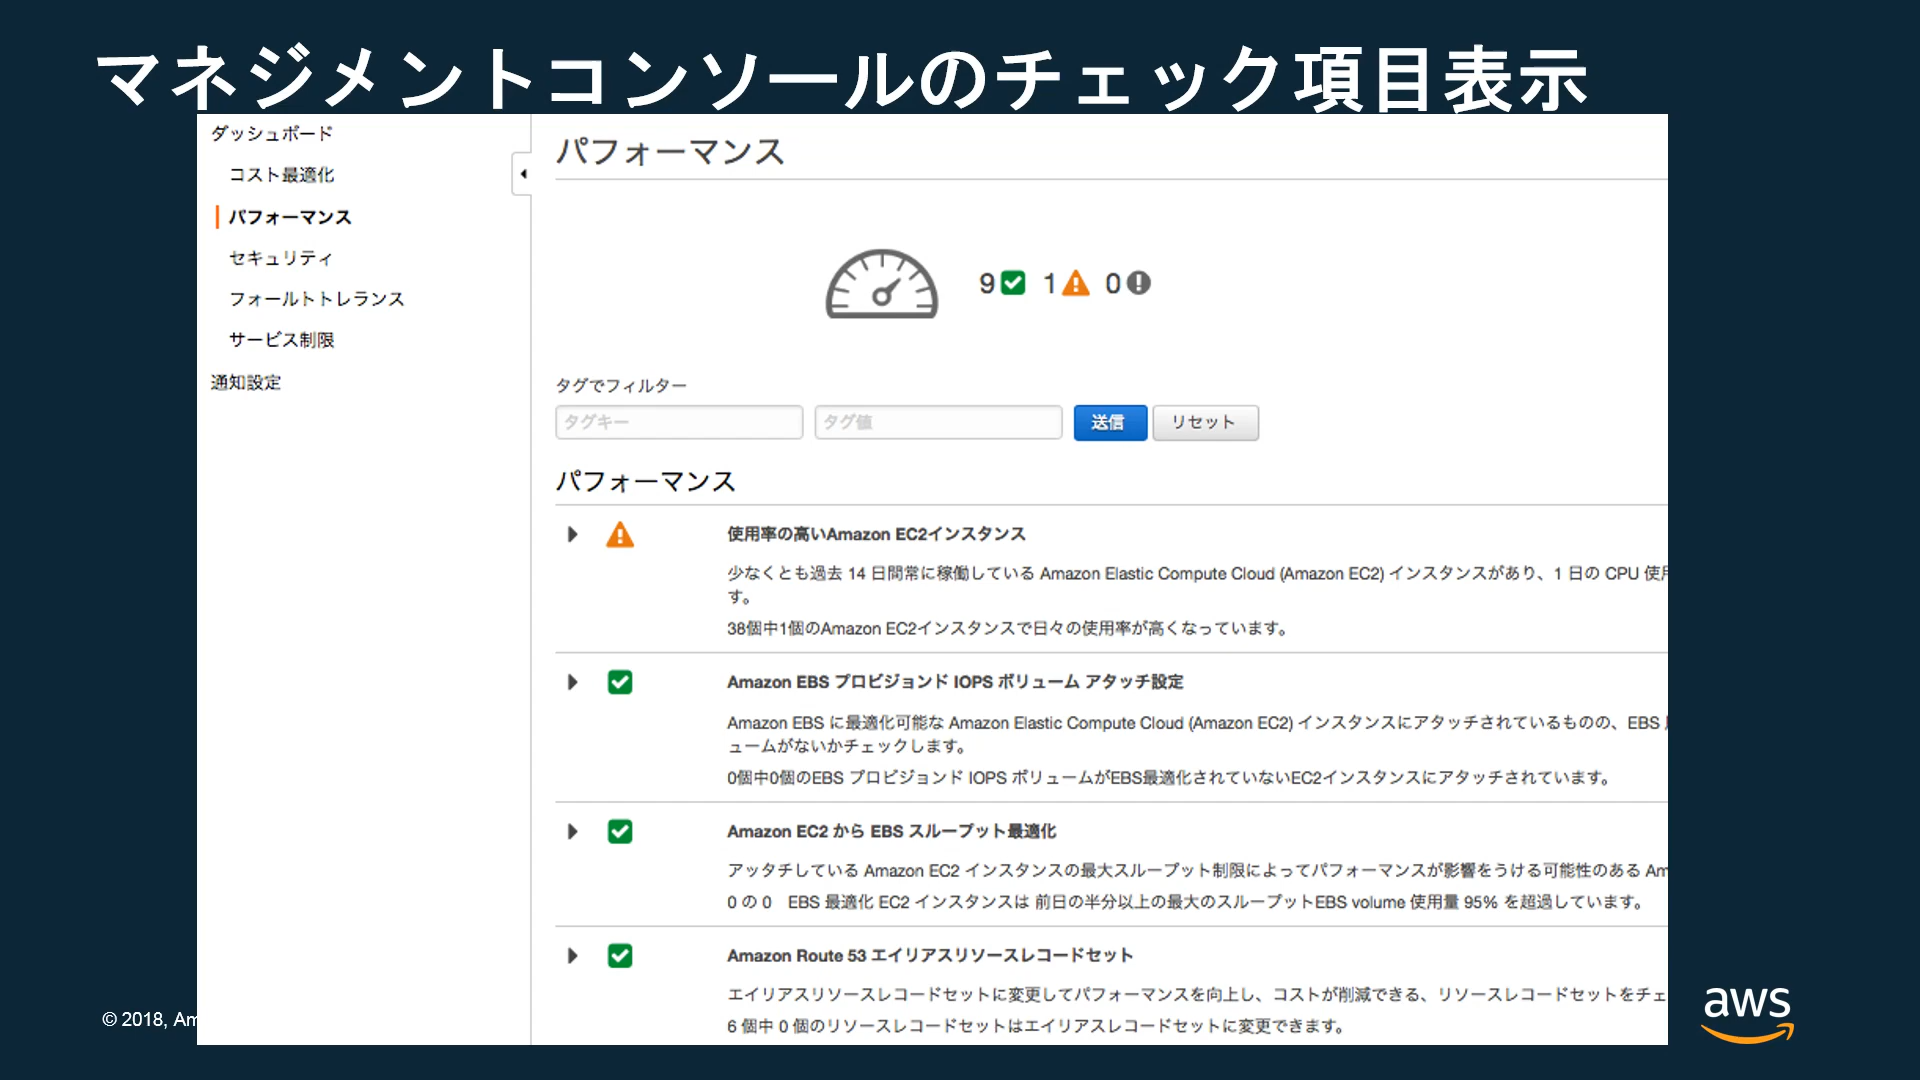 マネジメントコンソールのチェック項目表示
ダッシュボード
コスト最適化
パフォーマンス
セキュリティ
フォールトトレランス
サービス制限
通知設定
パフォーマンス
9 1 0
タグでフィルター
タグキー タグ値 送信 リセット
パフォーマンス
使用率の高いAmazon EC2インスタンス
少なくとも過去 14 日間常に稼働している Amazon Elastic Compute Cloud (Amazon EC2) インスタンスがあり、1 日の CPU 使
す。
38個中1個のAmazon EC2インスタンスで日々の使用率が高くなっています。
Amazon EBS プロビジョンド IOPS ボリューム アタッチ設定
Amazon EBS に最適化可能な Amazon Elastic Compute Cloud (Amazon EC2) インスタンスにアタッチされているものの、EBS
ュームがないかチェックします。
0個中0個のEBS プロビジョンド IOPS ボリュームがEBS最適化されていないEC2インスタンスにアタッチされています。
Amazon EC2 から EBS スループット最適化
アッタチしている Amazon EC2 インスタンスの最大スループット制限によってパフォーマンスが影響をうける可能性のある Am
0 の 0 EBS 最適化 EC2 インスタンスは 前日の半分以上の最大のスループットEBS volume 使用量 95% を超過しています。
Amazon Route 53 エイリアスリソースレコードセット
エイリアスリソースレコードセットに変更してパフォーマンスを向上し、コストが削減できる、リソースレコードセットをチェ
6 個中 0 個のリソースレコードセットはエイリアスレコードセットに変更できます。
© 2018, Am
aws